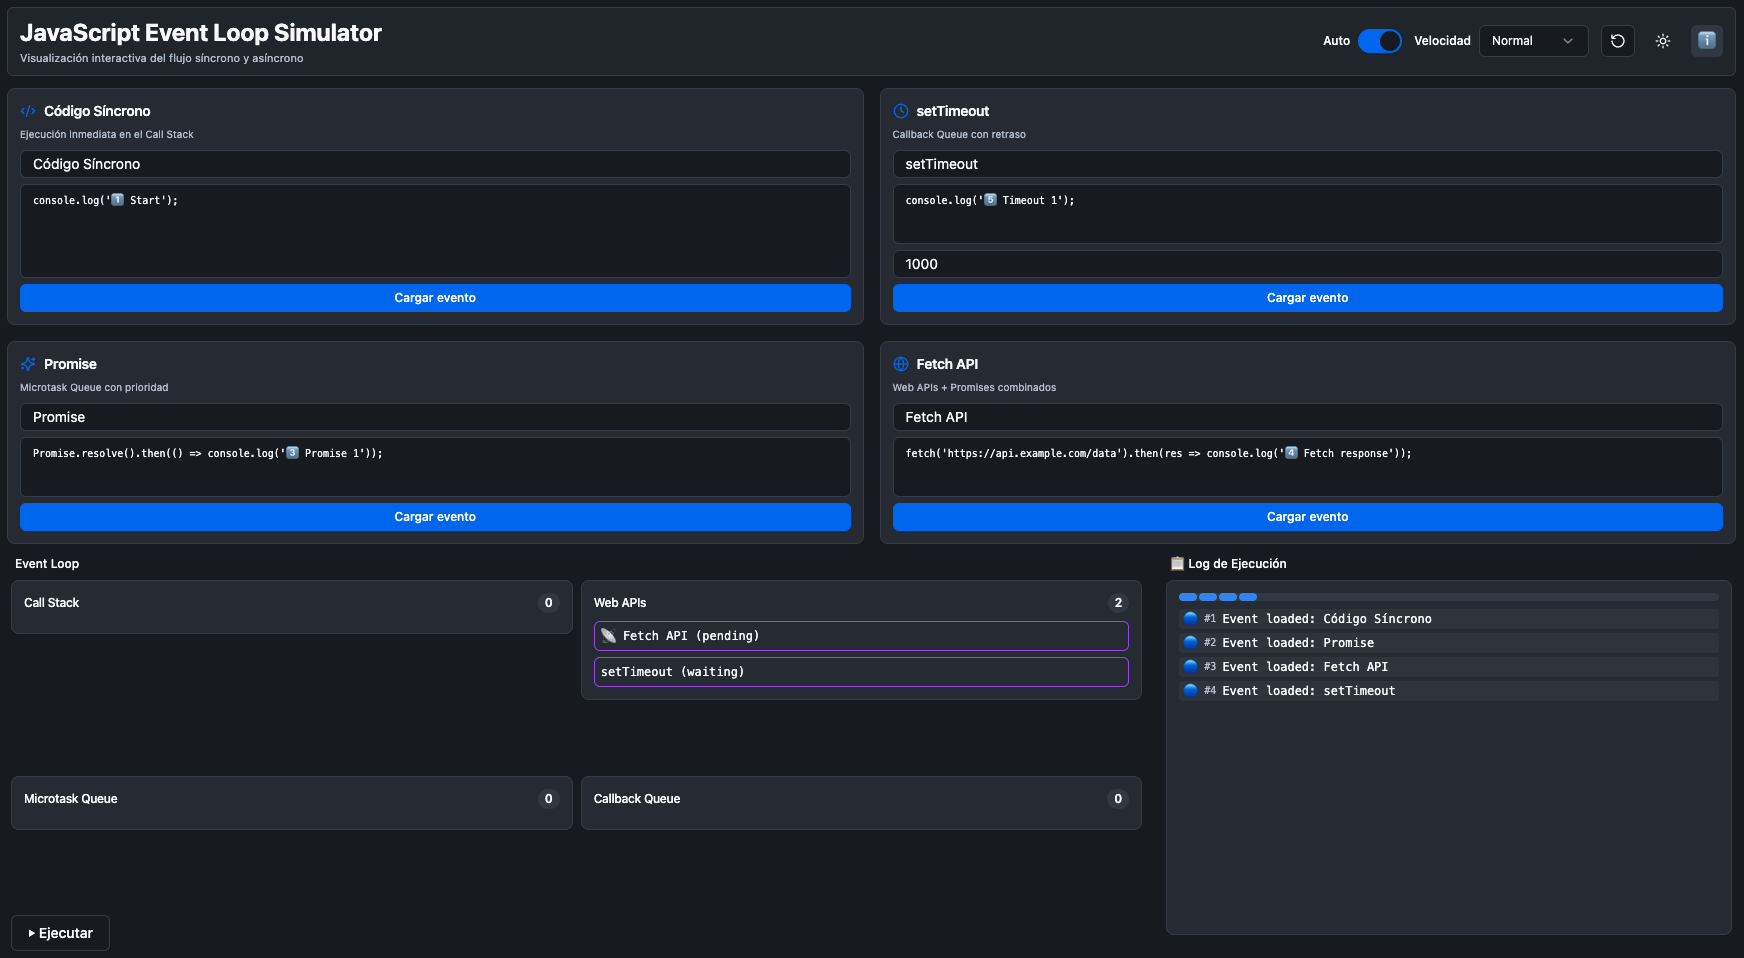 JavaScript Event Loop Simulator
Visualización interactiva del flujo síncrono y asíncrono
Auto
Velocidad
Normal
ℹ️
Código Síncrono
Ejecución inmediata en el Call Stack
Código Síncrono
console.log('1️⃣ Start');
Cargar evento
setTimeout
Callback Queue con retraso
setTimeout
console.log('5️⃣ Timeout 1');
1000
Cargar evento
Promise
Microtask Queue con prioridad
Promise
Promise.resolve().then(() => console.log('3️⃣ Promise 1'));
Cargar evento
Fetch API
Web APIs + Promises combinados
Fetch API
fetch('https://api.example.com/data').then(res => console.log('4️⃣ Fetch response'));
Cargar evento
Event Loop
Call Stack 0
Web APIs 2
📡 Fetch API (pending)
setTimeout (waiting)
Microtask Queue 0
Callback Queue 0
▶ Ejecutar
📋 Log de Ejecución
🔵 #1 Event loaded: Código Síncrono
🔵 #2 Event loaded: Promise
🔵 #3 Event loaded: Fetch API
🔵 #4 Event loaded: setTimeout